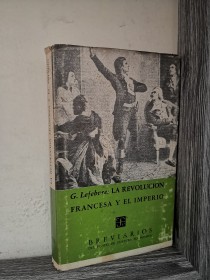 G. Lefebvre: LA REVOLUCION
FRANCESA Y EL IMPERIO
BREVIARIOS